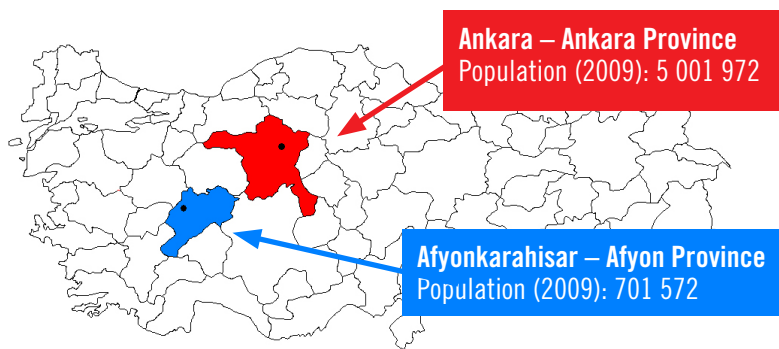 Ankara – Ankara Province
Population (2009): 5 001 972
Afyonkarahisar – Afyon Province
Population (2009): 701 572